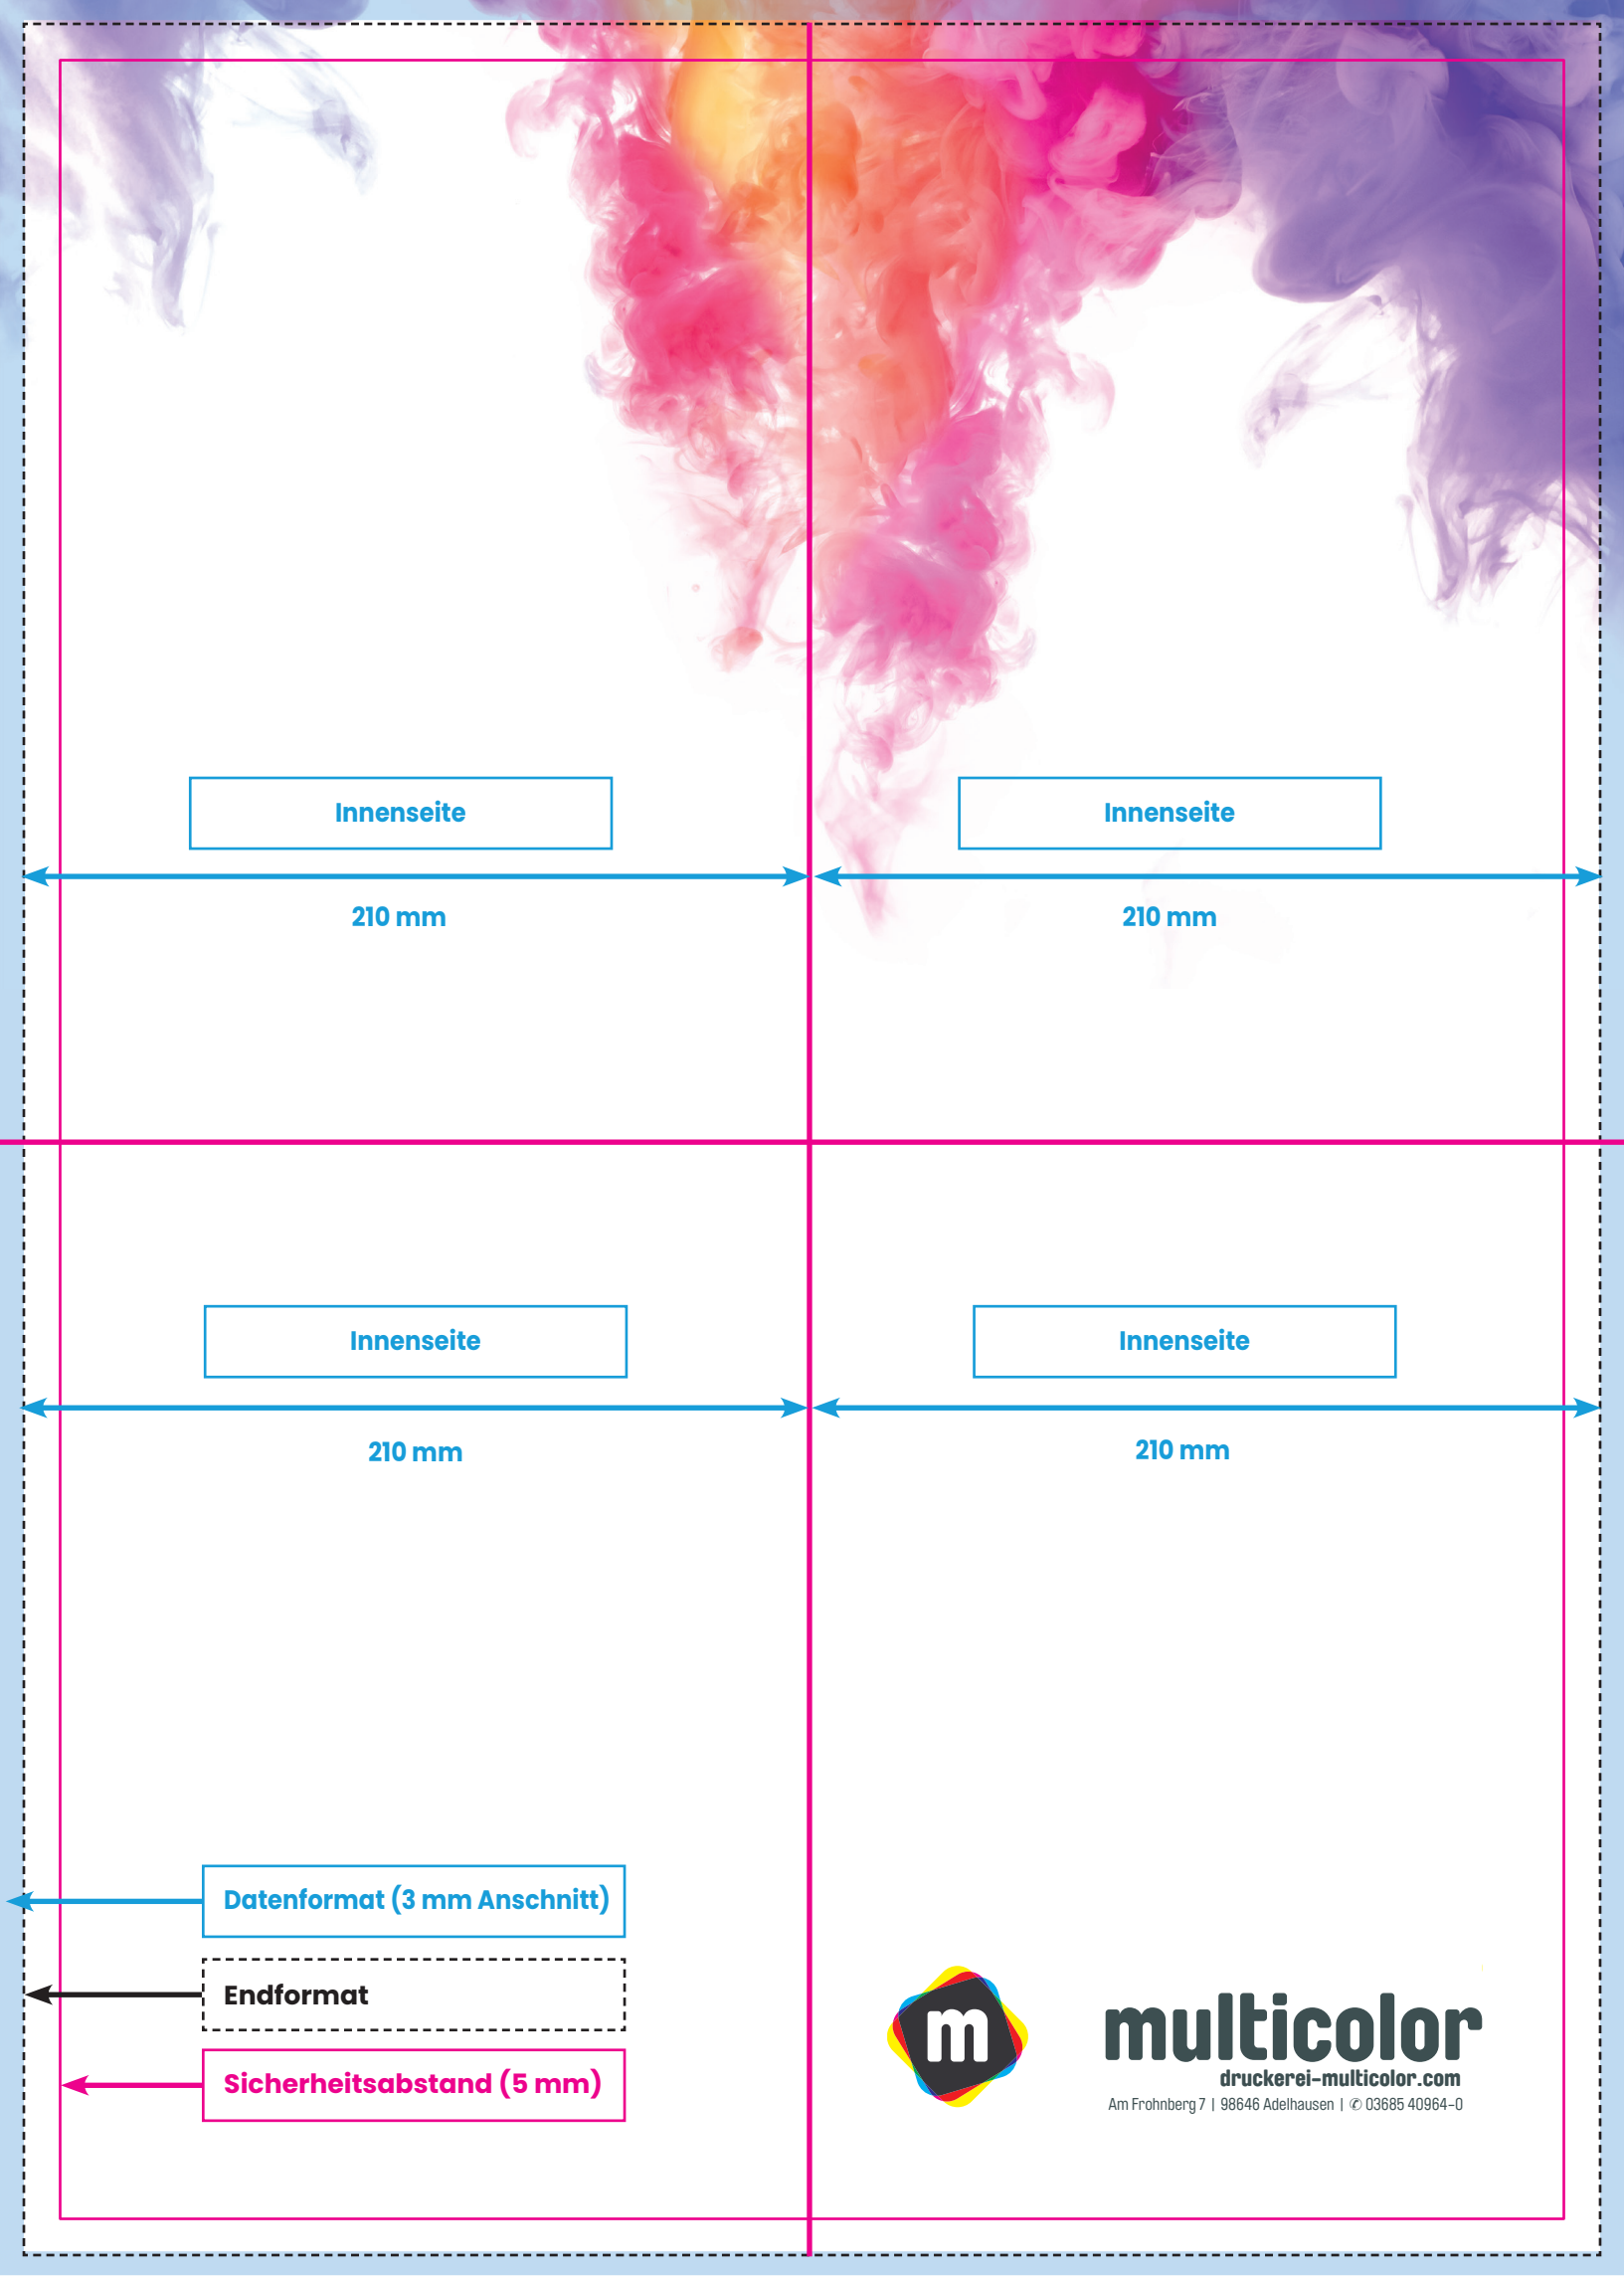 Innenseite
Innenseite
210 mm
210 mm
Innenseite
Innenseite
210 mm
210 mm
Datenformat (3 mm Anschnitt)
Endformat
Sicherheitsabstand (5 mm)
m
multicolor
druckerei-multicolor.com
Am Frohnberg 7 | 98646 Adelhausen | ✆ 03685 40964-0